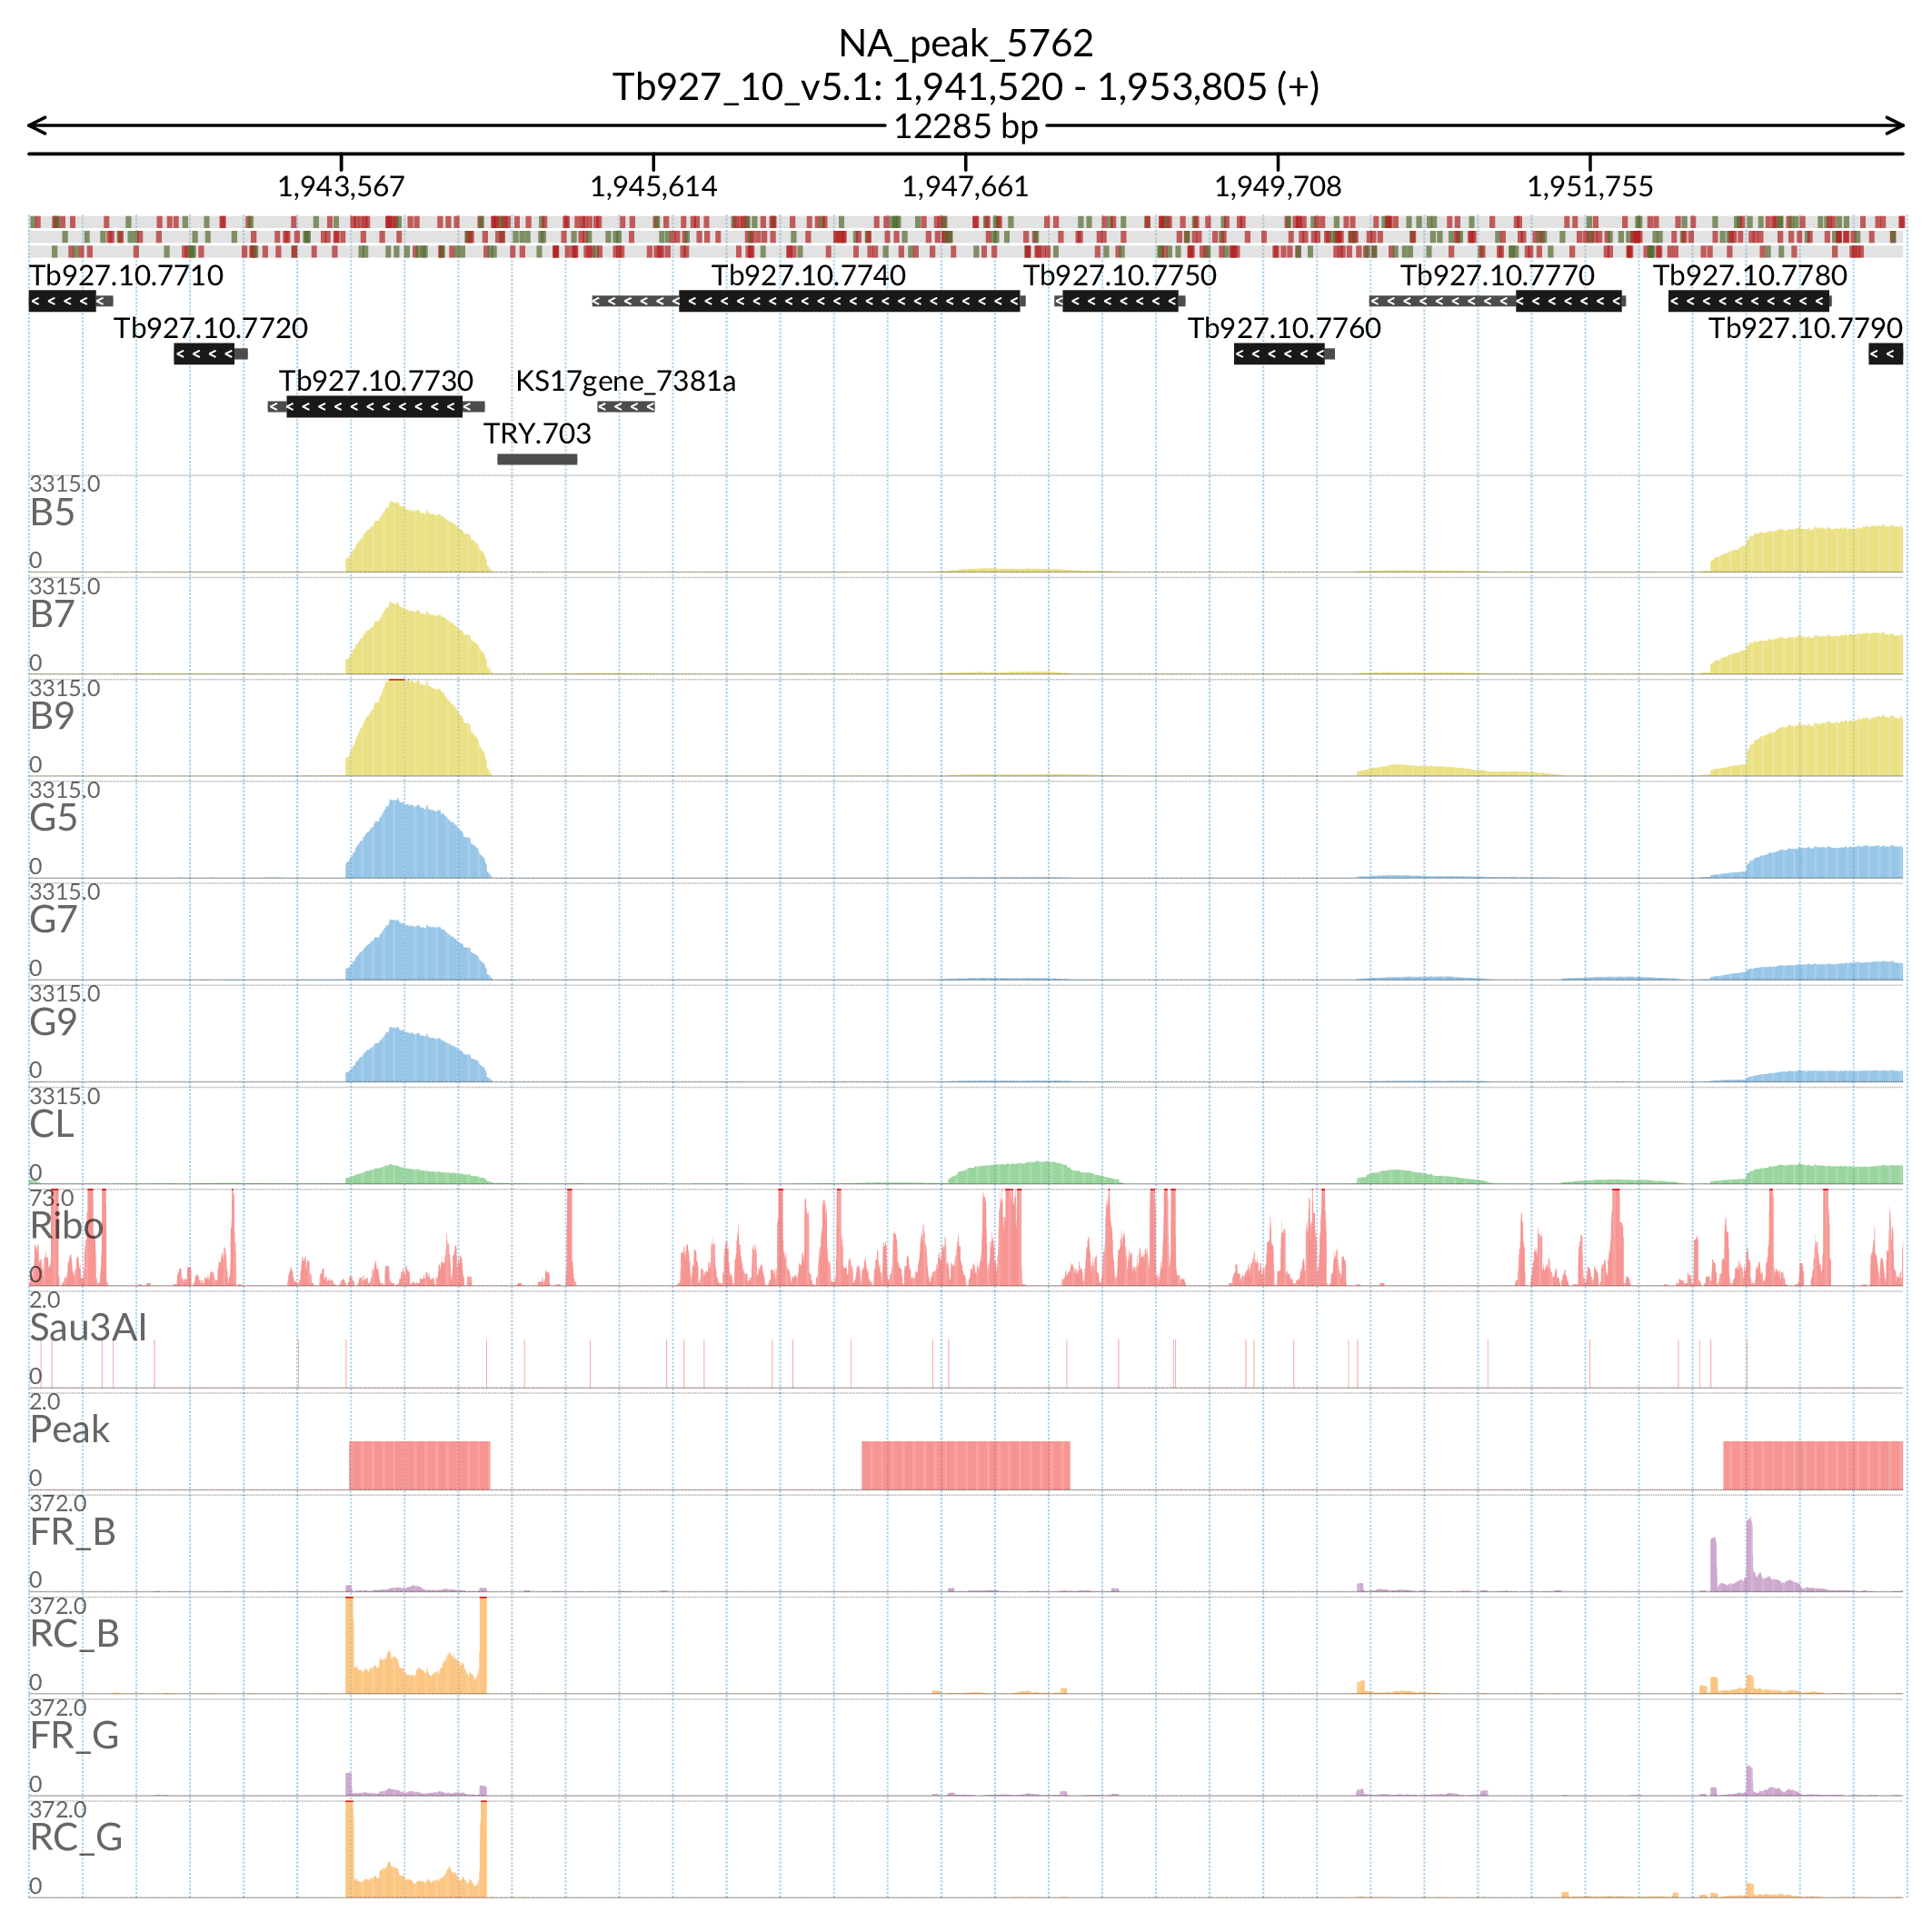 NA_peak_5762
Tb927_10_v5.1: 1,941,520 - 1,953,805 (+)
12285 bp
1,943,567 1,945,614 1,947,661 1,949,708 1,951,755
Tb927.10.7710 Tb927.10.7740 Tb927.10.7750 Tb927.10.7770 Tb927.10.7780
Tb927.10.7720 Tb927.10.7760 Tb927.10.7790
Tb927.10.7730 KS17gene_7381a
TRY.703
3315.0
B5
0
3315.0
B7
0
3315.0
B9
0
3315.0
G5
0
3315.0
G7
0
3315.0
G9
0
3315.0
CL
0
73.0
Ribo
0
2.0
Sau3AI
0
2.0
Peak
0
372.0
FR_B
0
372.0
RC_B
0
372.0
FR_G
0
372.0
RC_G
0